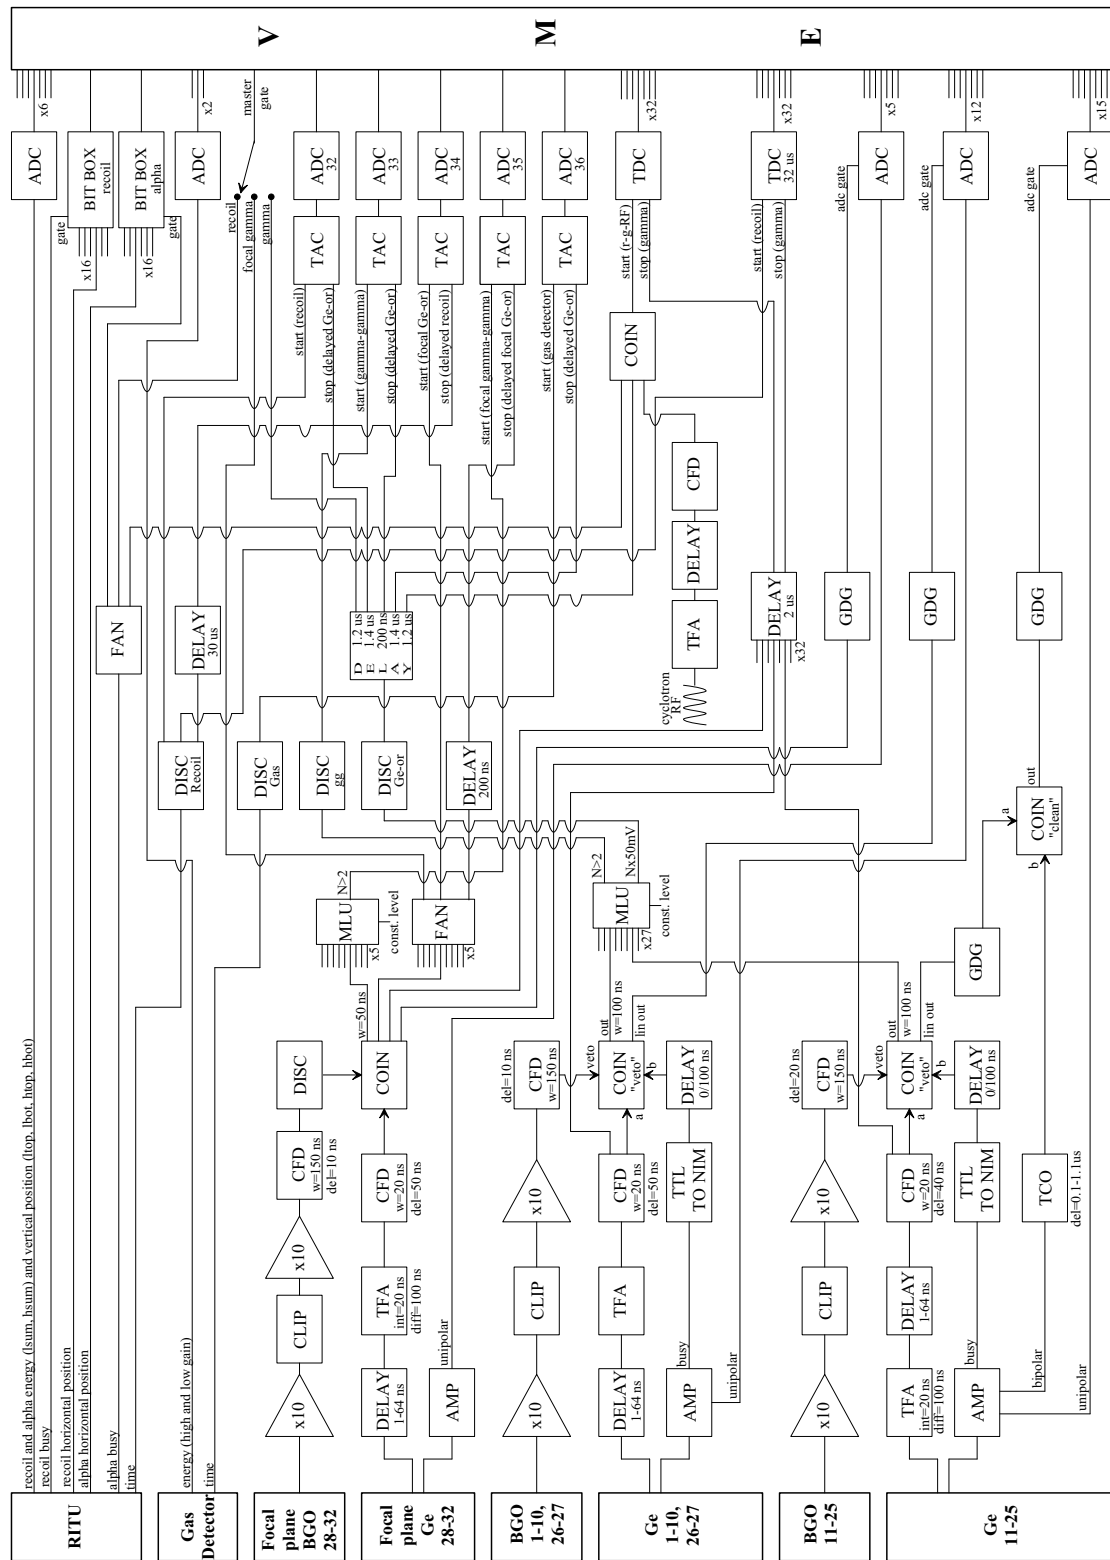 RITU
recoil and alpha energy (lsum, hsum) and vertical position (ltop, lbot, htop, hbot)
recoil busy
recoil horizontal position
alpha horizontal position
alpha busy
time
FAN
gate
x16
x16
gate
ADC
x6
BIT BOX
recoil
BIT BOX
alpha
V M E
Gas
Detector
energy (high and low gain)
time
DISC
Recoil
DELAY
30 us
ADC
x2
DISC
Gas
recoil
focal gamma
gamma
master
gate
Focal
plane
BGO
28-32
x10
CLIP
x10
CFD
w=150 ns
del=10 ns
DISC
MLU
N>2
x5
const. level
DISC
gg
start (recoil)
stop (delayed Ge-or)
TAC
ADC
32
start (gamma-gamma)
stop (delayed Ge-or)
TAC
ADC
33
Focal
plane
Ge
28-32
DELAY
1-64 ns
TFA
int=20 ns
diff=100 ns
CFD
w=20 ns
del=50 ns
COIN
w=50 ns
AMP
unipolar
FAN
x5
DISC
Ge-or
DELAY
200 ns
D
E
L
A
Y
1.2 us
1.4 us
200 ns
1.4 us
1.2 us
start (focal Ge-or)
stop (delayed recoil)
TAC
ADC
34
start (focal gamma-gamma)
stop (delayed focal Ge-or)
TAC
ADC
35
start (gas detector)
stop (delayed Ge-or)
TAC
ADC
36
BGO
1-10,
26-27
x10
CLIP
x10
del=10 ns
CFD
w=150 ns
Ge
1-10,
26-27
DELAY
1-64 ns
TFA
CFD
w=20 ns
del=50 ns
veto
a
b
COIN
"veto"
out
w=100 ns
lin out
AMP
busy
unipolar
TTL
TO NIM
DELAY
0/100 ns
MLU
N>2
Nx50mV
x27
const. level
cyclotron
RF
TFA
DELAY
CFD
COIN
start (r-g-RF)
stop (gamma)
TDC
x32
DELAY
2 us
x32
start (recoil)
stop (gamma)
TDC
32 us
x32
BGO
11-25
x10
CLIP
x10
del=20 ns
CFD
w=150 ns
GDG
adc gate
ADC
x5
Ge
11-25
TFA
int=20 ns
diff=100 ns
DELAY
1-64 ns
CFD
w=20 ns
del=40 ns
veto
a
b
COIN
"veto"
out
w=100 ns
lin out
AMP
busy
bipolar
unipolar
TTL
TO NIM
DELAY
0/100 ns
GDG
GDG
adc gate
ADC
x12
TCO
del=0.1-1.1us
a
b
COIN
"clean"
out
GDG
adc gate
ADC
x15